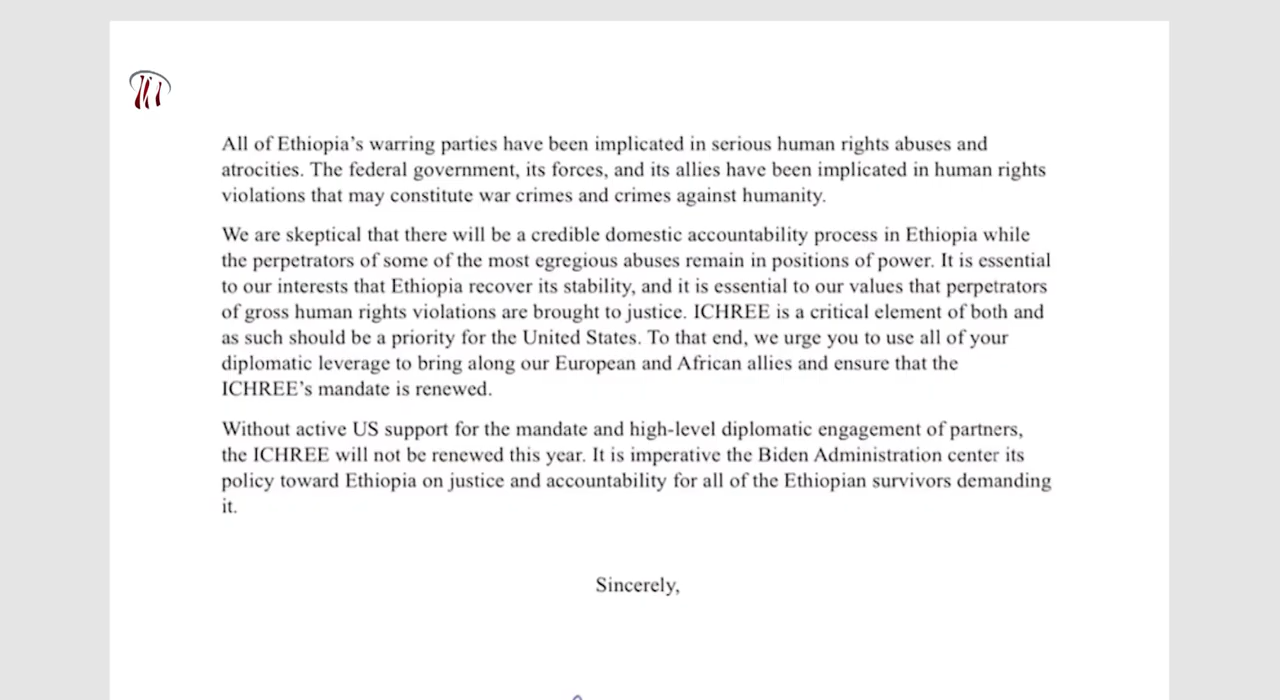 All of Ethiopia’s warring parties have been implicated in serious human rights abuses and
atrocities. The federal government, its forces, and its allies have been implicated in human rights
violations that may constitute war crimes and crimes against humanity.
We are skeptical that there will be a credible domestic accountability process in Ethiopia while
the perpetrators of some of the most egregious abuses remain in positions of power. It is essential
to our interests that Ethiopia recover its stability, and it is essential to our values that perpetrators
of gross human rights violations are brought to justice. ICHREE is a critical element of both and
as such should be a priority for the United States. To that end, we urge you to use all of your
diplomatic leverage to bring along our European and African allies and ensure that the
ICHREE’s mandate is renewed.
Without active US support for the mandate and high-level diplomatic engagement of partners,
the ICHREE will not be renewed this year. It is imperative the Biden Administration center its
policy toward Ethiopia on justice and accountability for all of the Ethiopian survivors demanding
it.
Sincerely,